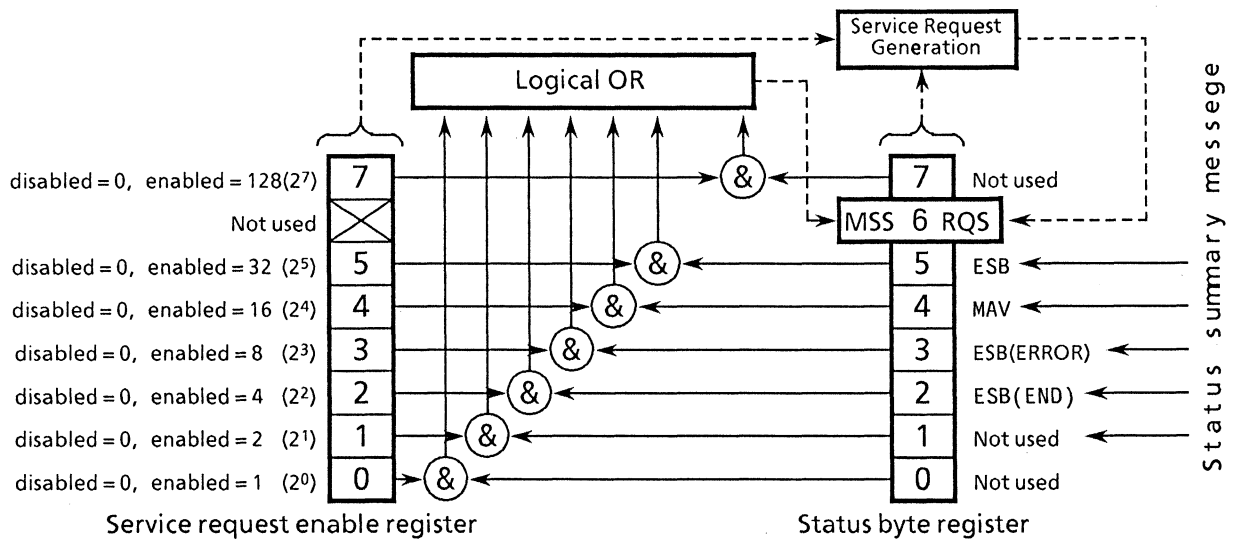 Service Request
Generation
Logical OR
disabled = 0, enabled = 128(2⁷) 7 & 7 Not used
Not used MSS 6 RQS
disabled = 0, enabled = 32 (2⁵) 5 & 5 ESB
disabled = 0, enabled = 16 (2⁴) 4 & 4 MAV
disabled = 0, enabled = 8 (2³) 3 & 3 ESB(ERROR)
disabled = 0, enabled = 4 (2²) 2 & 2 ESB(END)
disabled = 0, enabled = 2 (2¹) 1 & 1 Not used
disabled = 0, enabled = 1 (2⁰) 0 & 0 Not used
Service request enable register
Status byte register
Status summary messege